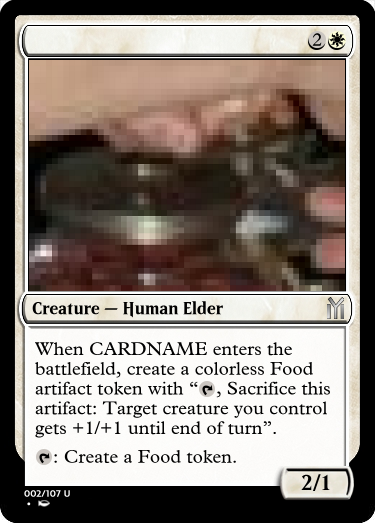 2
Creature — Human Elder
When CARDNAME enters the
battlefield, create a colorless Food
artifact token with “, Sacrifice this
artifact: Target creature you control
gets +1/+1 until end of turn”.
: Create a Food token.
2/1
002/107 U